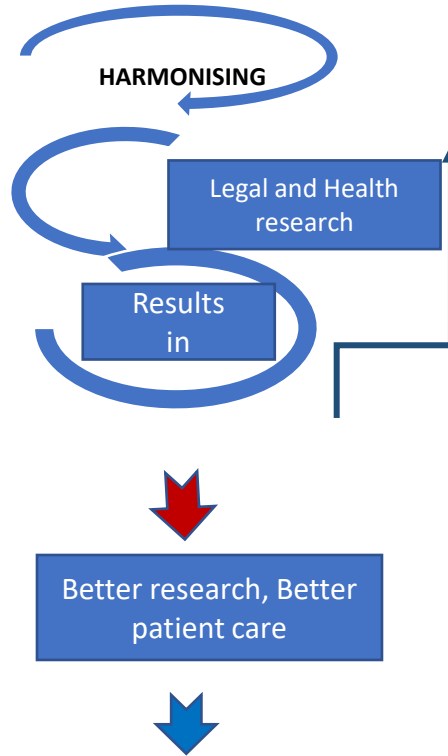 HARMONISING
Legal and Health
research
Results
in
Better research, Better
patient care